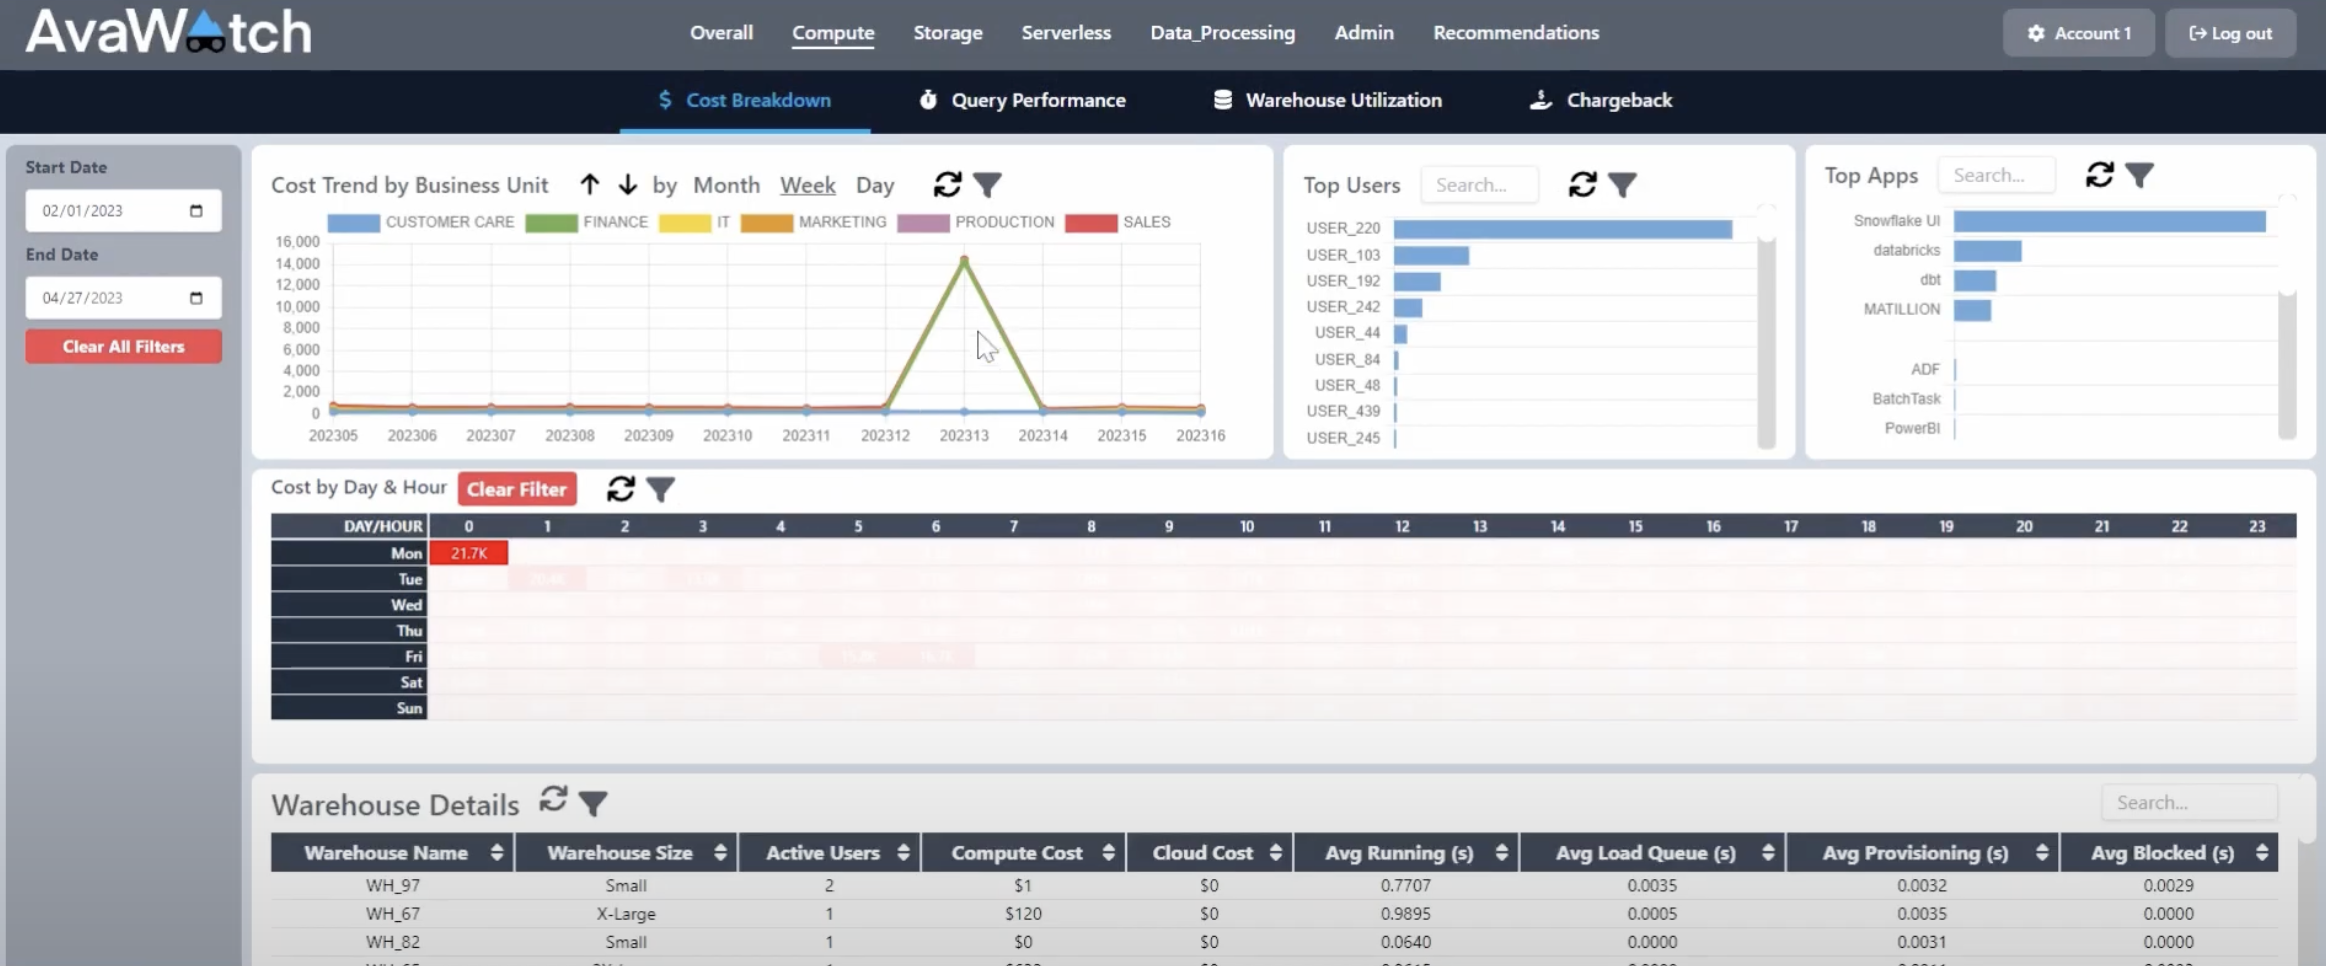 AvaWatch
Overall Compute Storage Serverless Data_Processing Admin Recommendations Account 1 Log out
$ Cost Breakdown Query Performance Warehouse Utilization Chargeback
Start Date
02/01/2023
End Date
04/27/2023
Clear All Filters
Cost Trend by Business Unit by Month Week Day
CUSTOMER CARE FINANCE IT MARKETING PRODUCTION SALES
16,000
14,000
12,000
10,000
8,000
6,000
4,000
2,000
0
202305 202306 202307 202308 202309 202310 202311 202312 202313 202314 202315 202316
Top Users Search...
USER_220
USER_103
USER_192
USER_242
USER_44
USER_84
USER_48
USER_439
USER_245
Top Apps Search...
Snowflake UI
databricks
dbt
MATILLION
ADF
BatchTask
PowerBI
Cost by Day & Hour Clear Filter
DAY/HOUR 0 1 2 3 4 5 6 7 8 9 10 11 12 13 14 15 16 17 18 19 20 21 22 23
Mon 21.7K
Tue
Wed
Thu
Fri
Sat
Sun
Warehouse Details Search...
Warehouse Name Warehouse Size Active Users Compute Cost Cloud Cost Avg Running (s) Avg Load Queue (s) Avg Provisioning (s) Avg Blocked (s)
WH_97 Small 2 $1 $0 0.7707 0.0035 0.0032 0.0029
WH_67 X-Large 1 $120 $0 0.9895 0.0005 0.0035 0.0000
WH_82 Small 1 $0 $0 0.0640 0.0000 0.0031 0.0000